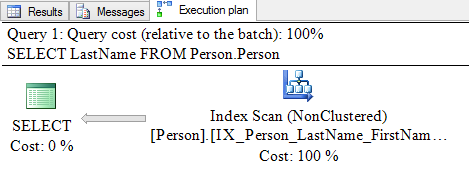 Results Messages Execution plan
Query 1: Query cost (relative to the batch): 100%
SELECT LastName FROM Person.Person
SELECT
Cost: 0 %
Index Scan (NonClustered)
[Person].[IX_Person_LastName_FirstNam…
Cost: 100 %